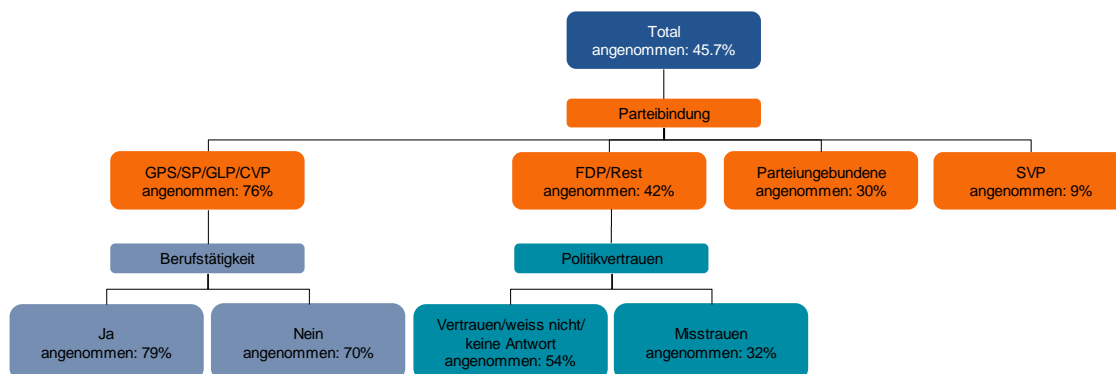 Total
angenommen: 45.7%
Parteibindung
GPS/SP/GLP/CVP
angenommen: 76%
FDP/Rest
angenommen: 42%
Parteiungebundene
angenommen: 30%
SVP
angenommen: 9%
Berufstätigkeit
Politikvertrauen
Ja
angenommen: 79%
Nein
angenommen: 70%
Vertrauen/weiss nicht/
keine Antwort
angenommen: 54%
Misstrauen
angenommen: 32%